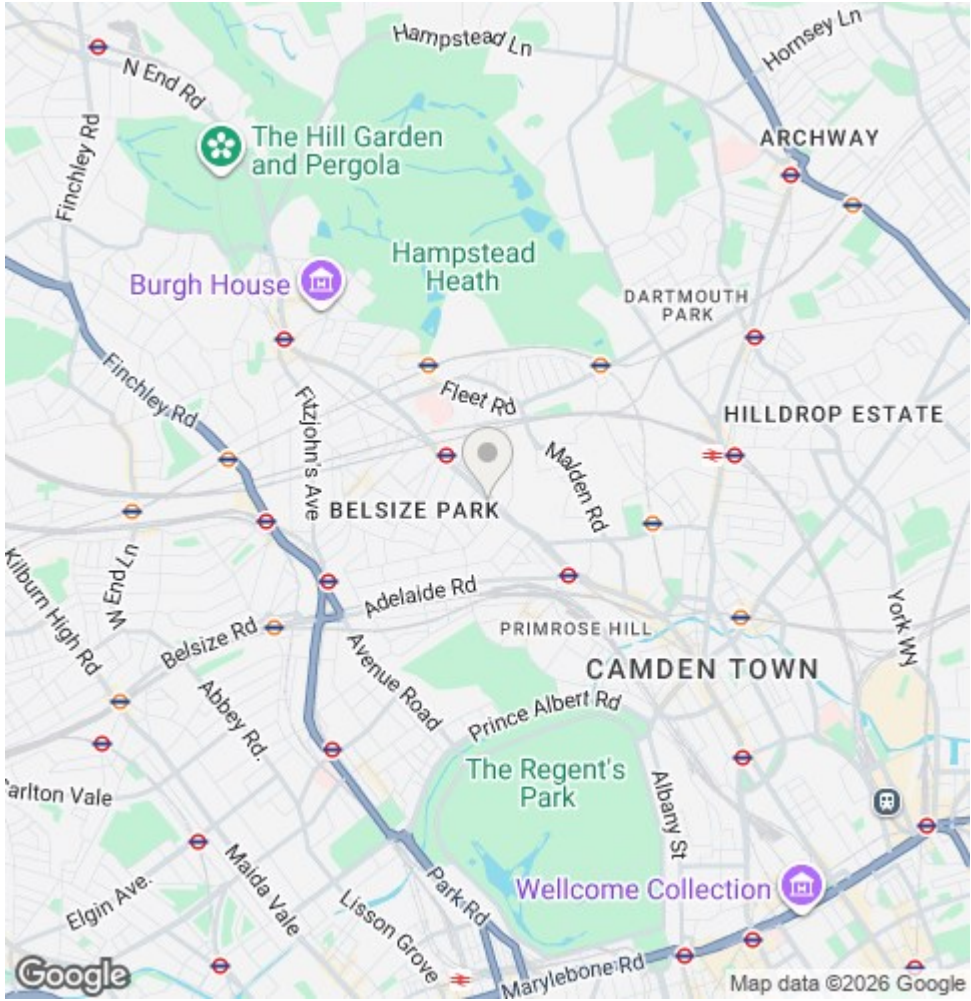 Hampstead Ln
Hornsey Ln
N End Rd
The Hill Garden
and Pergola
ARCHWAY
Finchley Rd
Hampstead
Heath
Burgh House
DARTMOUTH
PARK
Finchley Rd
Fitzjohn's Ave
Fleet Rd
HILLDROP ESTATE
Malden Rd
BELSIZE PARK
W End Ln
Kilburn High Rd
Adelaide Rd
York Wy
Belsize Rd
PRIMROSE HILL
Avenue Road
CAMDEN TOWN
Abbey Rd.
Prince Albert Rd
The Regent's
Park
Albany St
Carlton Vale
Maida Vale
Elgin Ave.
Lisson Grove
Park Rd
Wellcome Collection
Marylebone Rd
Google
Map data ©2026 Google